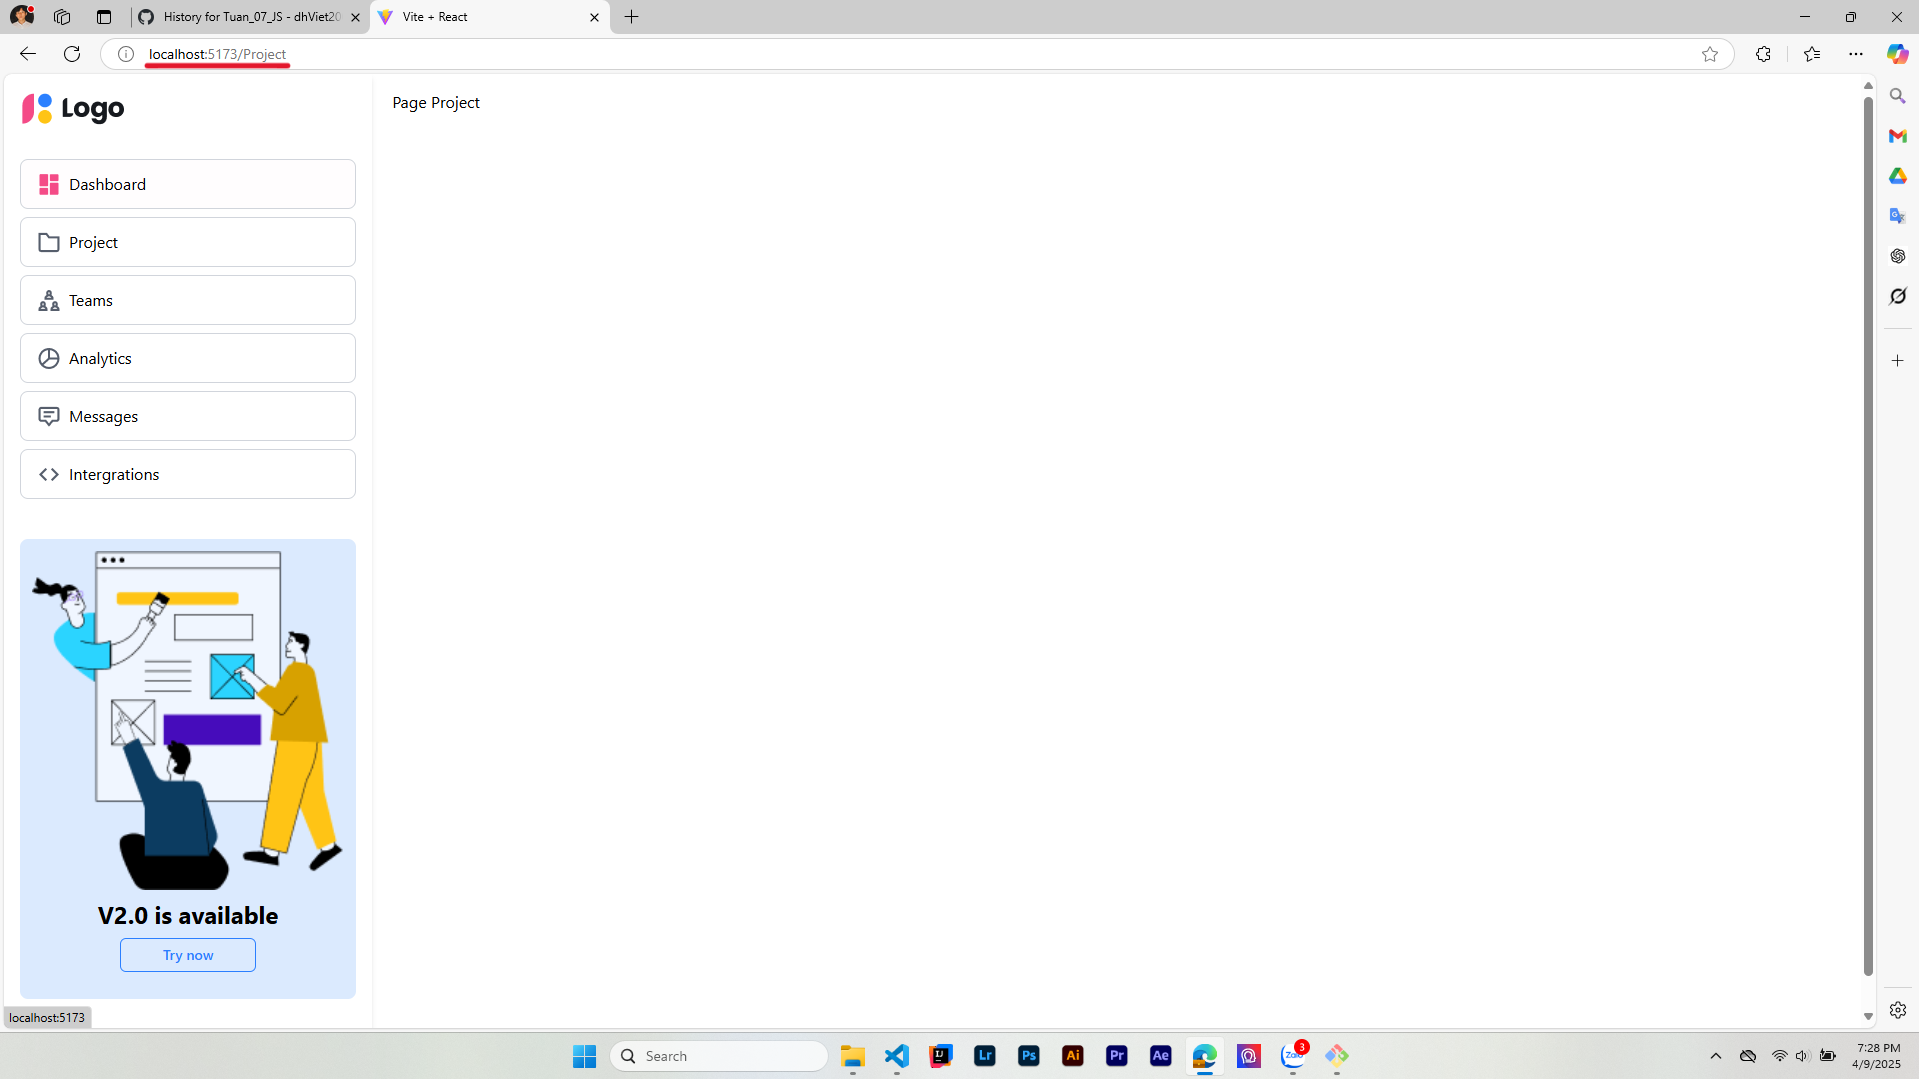 History for Tuan_07_JS - dhViet20
Vite + React
localhost:5173/Project
Logo
Page Project
Dashboard
Project
Teams
Analytics
Messages
Intergrations
V2.0 is available
Try now
localhost:5173
Search
Lr
Ps
Ai
Pr
Ae
Zalo
3
7:28 PM
4/9/2025